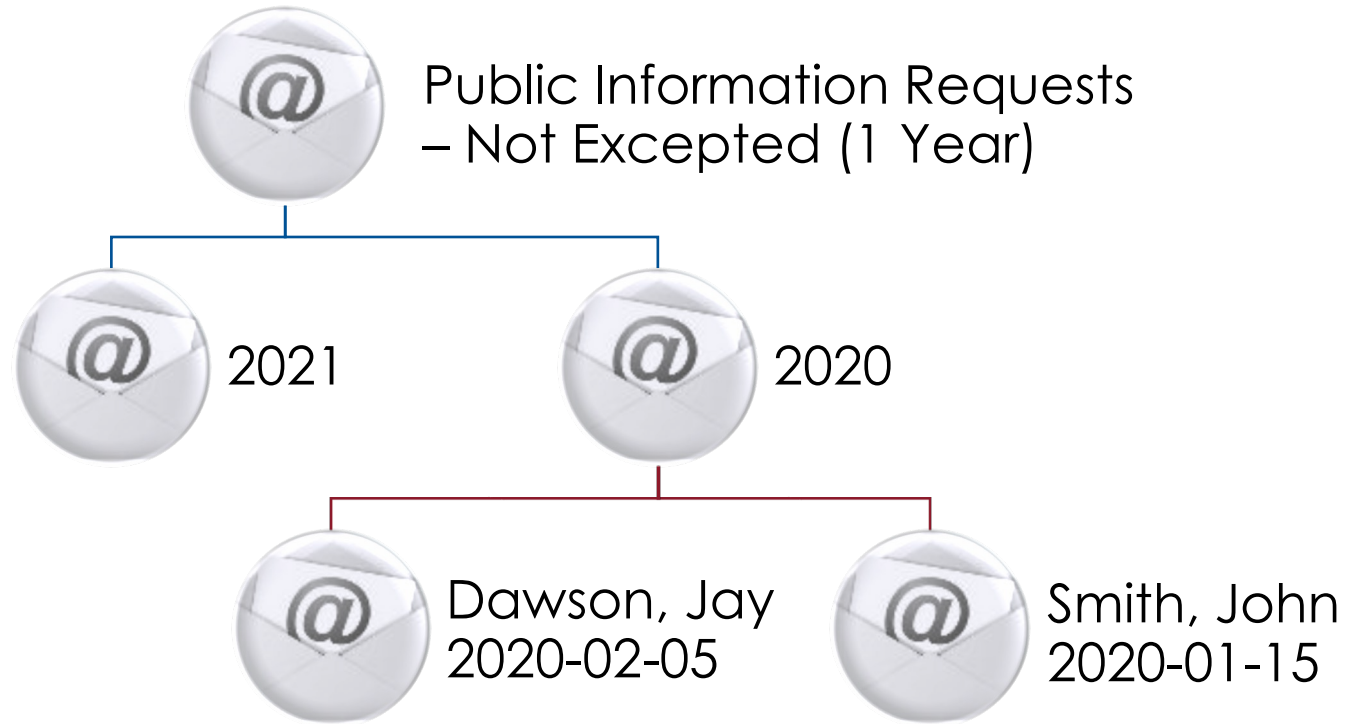 Public Information Requests
– Not Excepted (1 Year)
2021
2020
Dawson, Jay
2020-02-05
Smith, John
2020-01-15